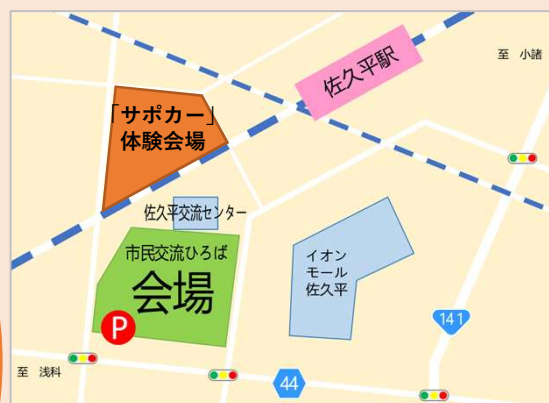 佐久平駅
至 小諸
「サポカー」
体験会場
佐久平交流センター
市民交流ひろば
会場
イオン
モール
佐久平
P
141
至 浅科
44